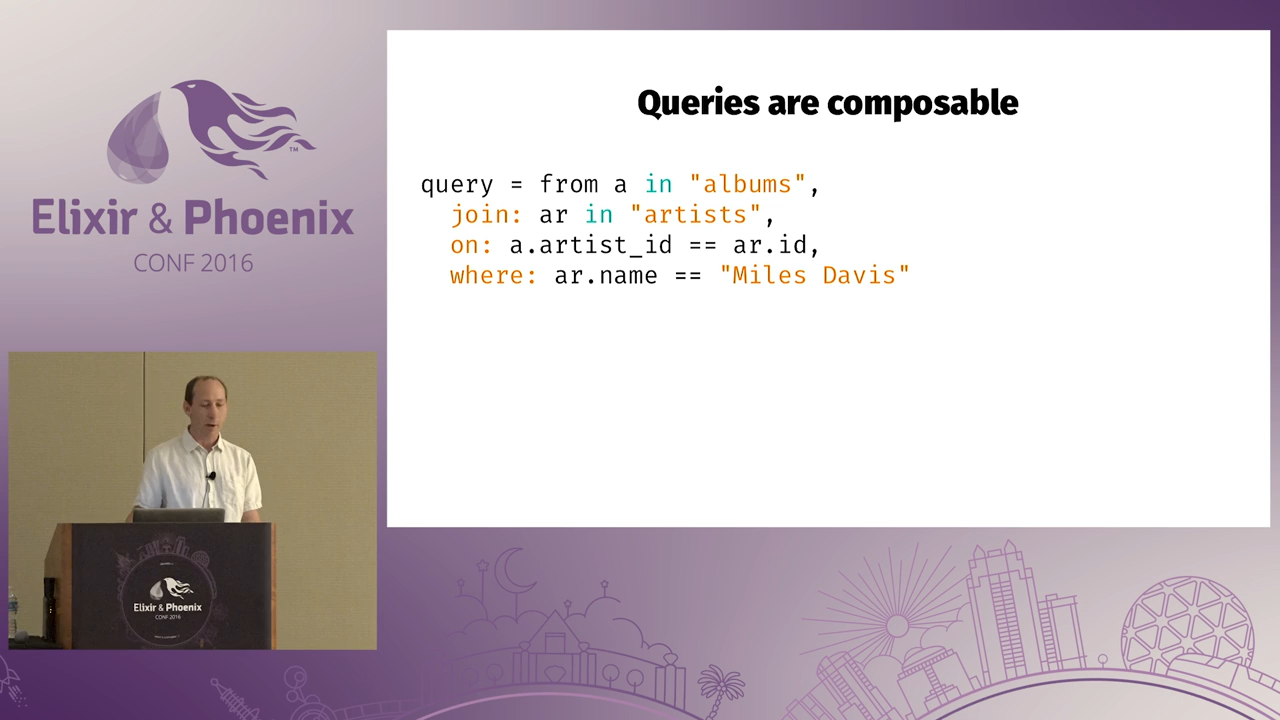 Elixir & Phoenix
TM
CONF 2016
Queries are composable
query = from a in "albums",
  join: ar in "artists",
  on: a.artist_id == ar.id,
  where: ar.name == "Miles Davis"
Elixir & Phoenix
CONF 2016